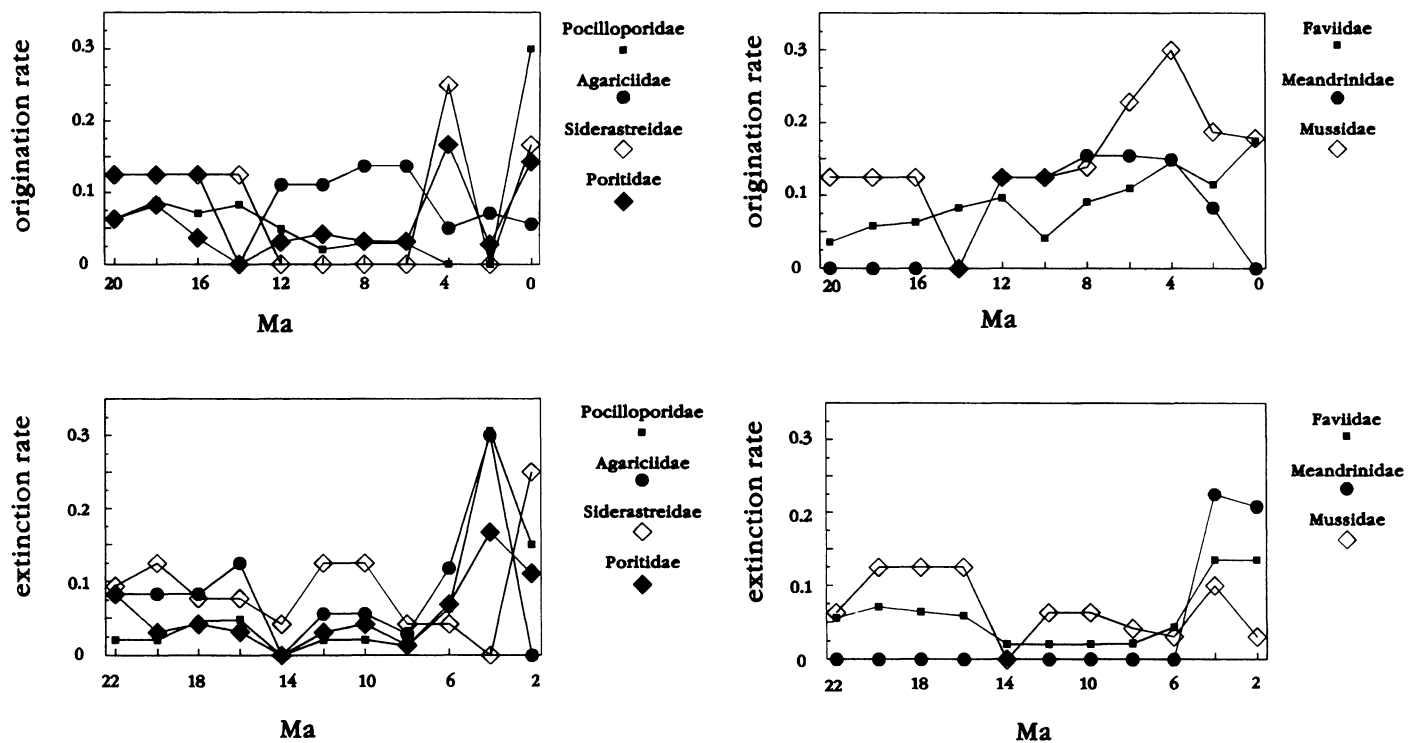 origination rate
0.3
0.2
0.1
0
20 16 12 8 4 0
Ma
Pocilloporidae
Agariciidae
Siderastreidae
Poritidae
origination rate
0.3
0.2
0.1
0
20 16 12 8 4 0
Ma
Faviidae
Meandrinidae
Mussidae
extinction rate
0.3
0.2
0.1
0
22 18 14 10 6 2
Ma
Pocilloporidae
Agariciidae
Siderastreidae
Poritidae
extinction rate
0.3
0.2
0.1
0
22 18 14 10 6 2
Ma
Faviidae
Meandrinidae
Mussidae